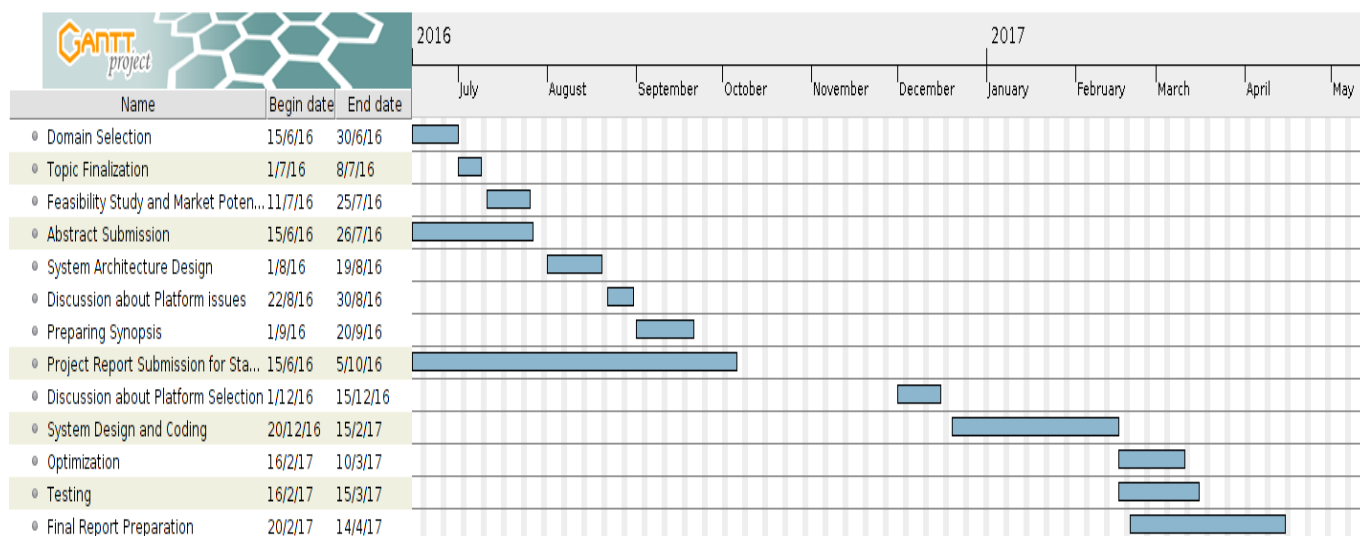 GANTT
project
2016 2017
July August September October November December January February March April May
Name Begin date End date
Domain Selection 15/6/16 30/6/16
Topic Finalization 1/7/16 8/7/16
Feasibility Study and Market Poten... 11/7/16 25/7/16
Abstract Submission 15/6/16 26/7/16
System Architecture Design 1/8/16 19/8/16
Discussion about Platform issues 22/8/16 30/8/16
Preparing Synopsis 1/9/16 20/9/16
Project Report Submission for Sta... 15/6/16 5/10/16
Discussion about Platform Selection 1/12/16 15/12/16
System Design and Coding 20/12/16 15/2/17
Optimization 16/2/17 10/3/17
Testing 16/2/17 15/3/17
Final Report Preparation 20/2/17 14/4/17